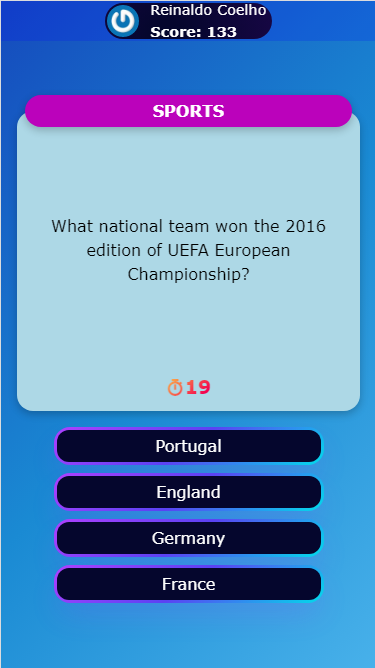 Reinaldo Coelho
Score: 133
SPORTS
What national team won the 2016
edition of UEFA European
Championship?
19
Portugal
England
Germany
France